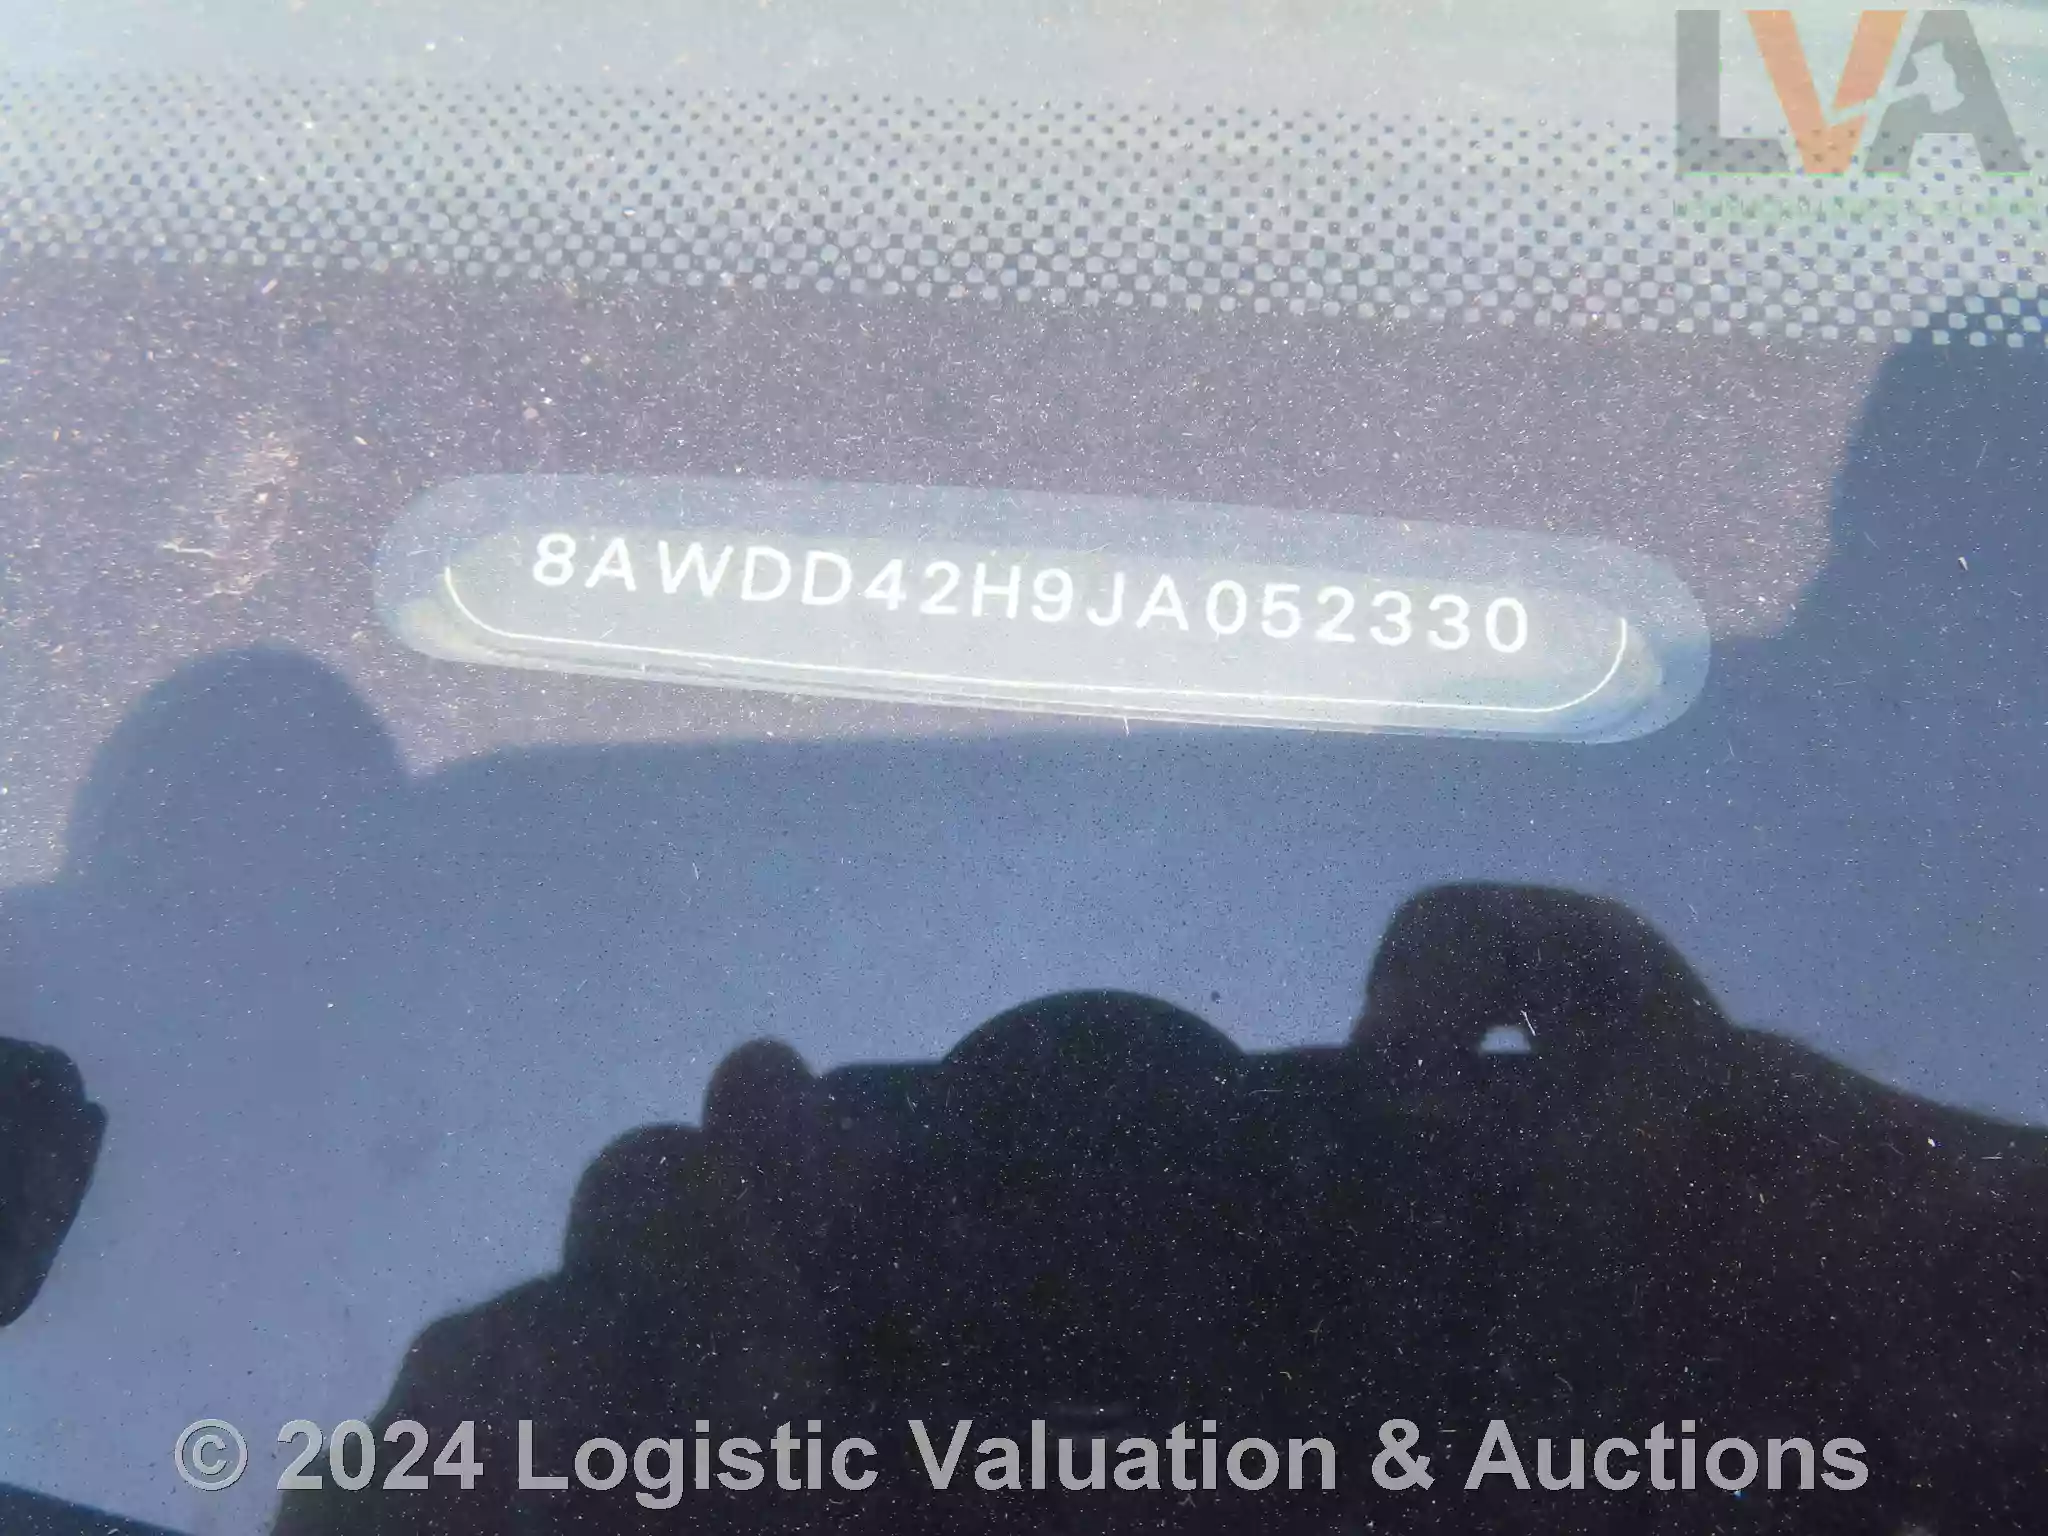 LVA
8AWDD42H9JA052330
© 2024 Logistic Valuation & Auctions